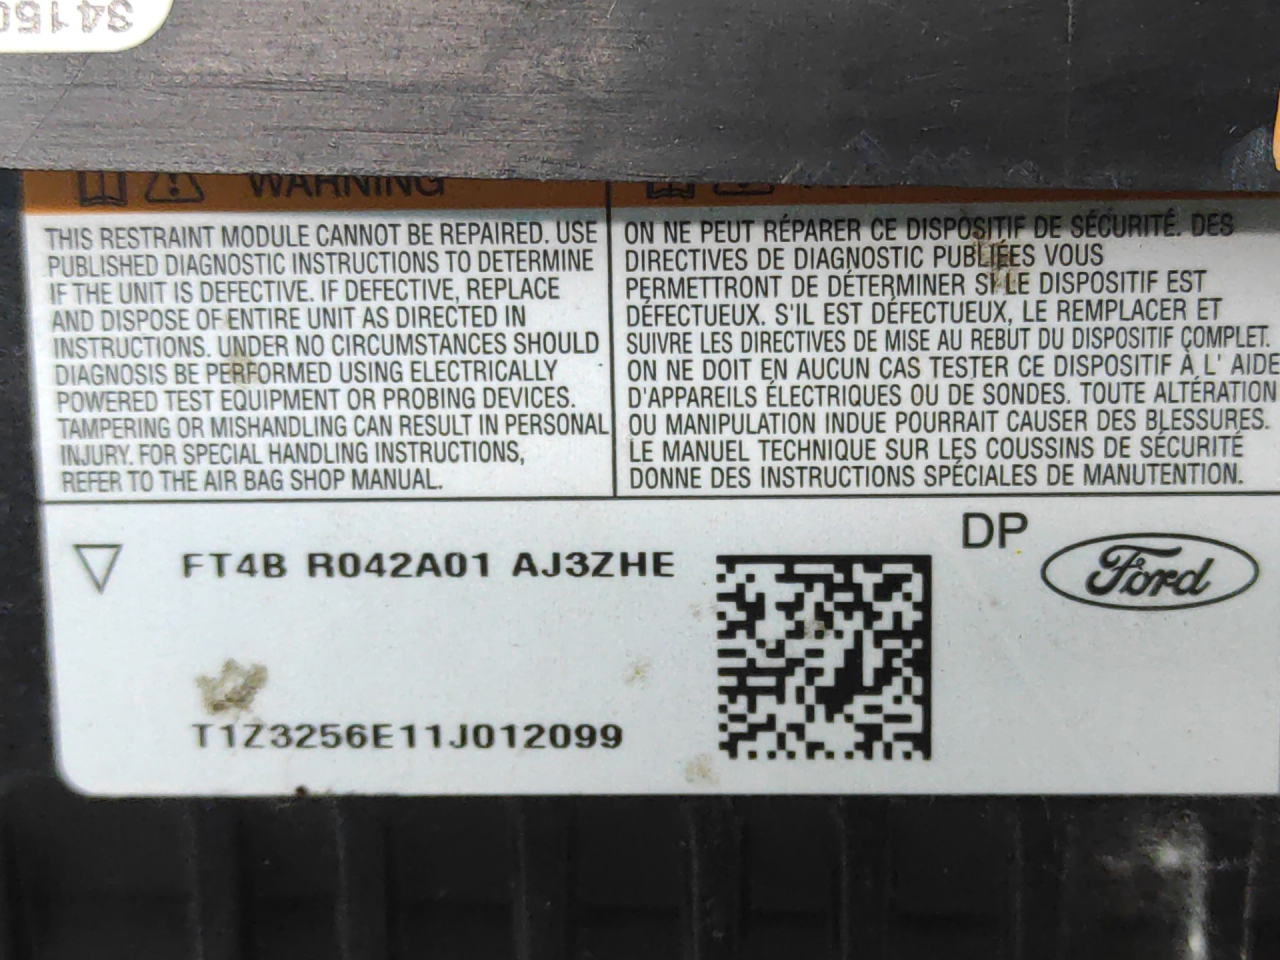 34150
WARNING
THIS RESTRAINT MODULE CANNOT BE REPAIRED. USE
PUBLISHED DIAGNOSTIC INSTRUCTIONS TO DETERMINE
IF THE UNIT IS DEFECTIVE. IF DEFECTIVE, REPLACE
AND DISPOSE OF ENTIRE UNIT AS DIRECTED IN
INSTRUCTIONS. UNDER NO CIRCUMSTANCES SHOULD
DIAGNOSIS BE PERFORMED USING ELECTRICALLY
POWERED TEST EQUIPMENT OR PROBING DEVICES.
TAMPERING OR MISHANDLING CAN RESULT IN PERSONAL
INJURY. FOR SPECIAL HANDLING INSTRUCTIONS,
REFER TO THE AIR BAG SHOP MANUAL.
ON NE PEUT RÉPARER CE DISPOSITIF DE SÉCURITÉ. DES
DIRECTIVES DE DIAGNOSTIC PUBLIÉES VOUS
PERMETTRONT DE DÉTERMINER SI LE DISPOSITIF EST
DÉFECTUEUX. S'IL EST DÉFECTUEUX, LE REMPLACER ET
SUIVRE LES DIRECTIVES DE MISE AU REBUT DU DISPOSITIF COMPLET.
ON NE DOIT EN AUCUN CAS TESTER CE DISPOSITIF À L' AIDE
D'APPAREILS ÉLECTRIQUES OU DE SONDES. TOUTE ALTÉRATION
OU MANIPULATION INDUE POURRAIT CAUSER DES BLESSURES.
LE MANUEL TECHNIQUE SUR LES COUSSINS DE SÉCURITÉ
DONNE DES INSTRUCTIONS SPÉCIALES DE MANUTENTION.
FT4B R042A01 AJ3ZHE
DP
Ford
T1Z3256E11J012099